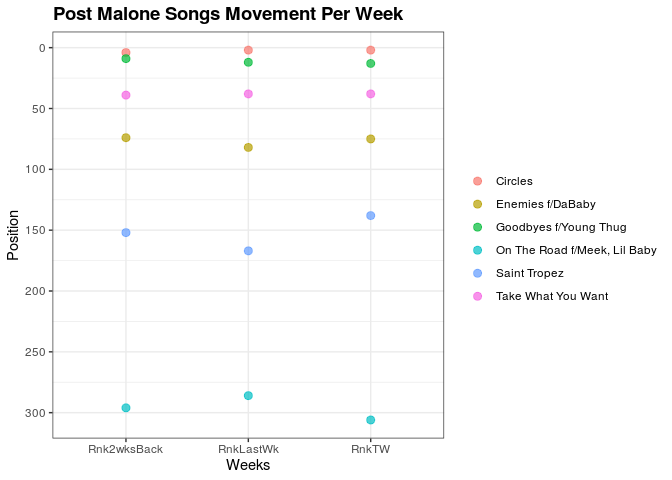 Post Malone Songs Movement Per Week
Position
0
50
100
150
200
250
300
Rnk2wksBack
RnkLastWk
RnkTW
Weeks
Circles
Enemies f/DaBaby
Goodbyes f/Young Thug
On The Road f/Meek, Lil Baby
Saint Tropez
Take What You Want